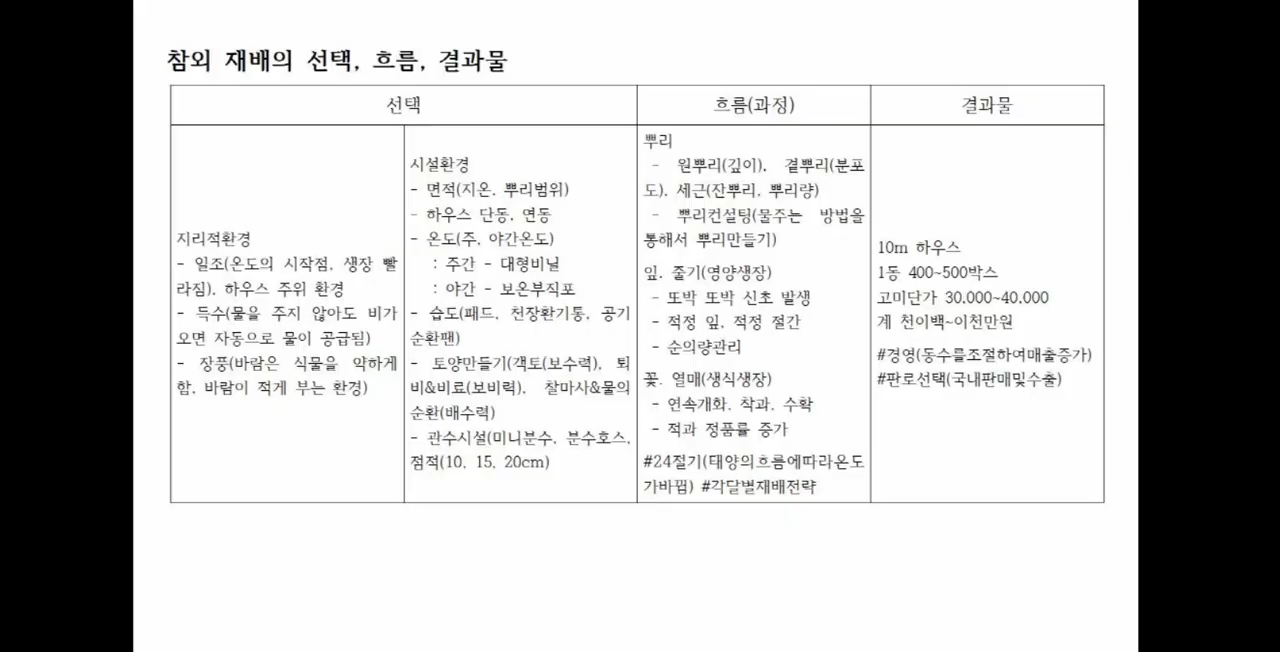 참외 재배의 선택, 흐름, 결과물
선택
흐름(과정)
결과물
지리적환경
- 일조(온도의 시작점, 생장 빨
라짐), 하우스 주위 환경
- 득수(물을 주지 않아도 비가
오면 자동으로 물이 공급됨)
- 장풍(바람은 식물을 약하게
함, 바람이 적게 부는 환경)
시설환경
- 면적(지온, 뿌리범위)
- 하우스 단동, 연동
- 온도(주, 야간온도)
: 주간 - 대형비닐
: 야간 - 보온부직포
- 습도(패드, 천장환기통, 공기
순환팬)
- 토양만들기(객토(보수력), 퇴
비&비료(보비력), 찰마사&물의
순환(배수력)
- 관수시설(미니분수, 분수호스,
점적(10, 15, 20cm)
뿌리
- 원뿌리(깊이), 곁뿌리(분포
도), 세근(잔뿌리, 뿌리량)
- 뿌리컨설팅(물주는 방법을
통해서 뿌리만들기)
잎, 줄기(영양생장)
- 또박 또박 신초 발생
- 적정 잎, 적정 절간
- 순의량관리
꽃, 열매(생식생장)
- 연속개화, 착과, 수확
- 적과 정품률 증가
#24절기(태양의흐름에따라온도
가바뀜) #각달별재배전략
10m 하우스
1동 400~500박스
고미단가 30,000~40,000
계 천이백~이천만원
#경영(동수를조절하여매출증가)
#판로선택(국내판매및수출)